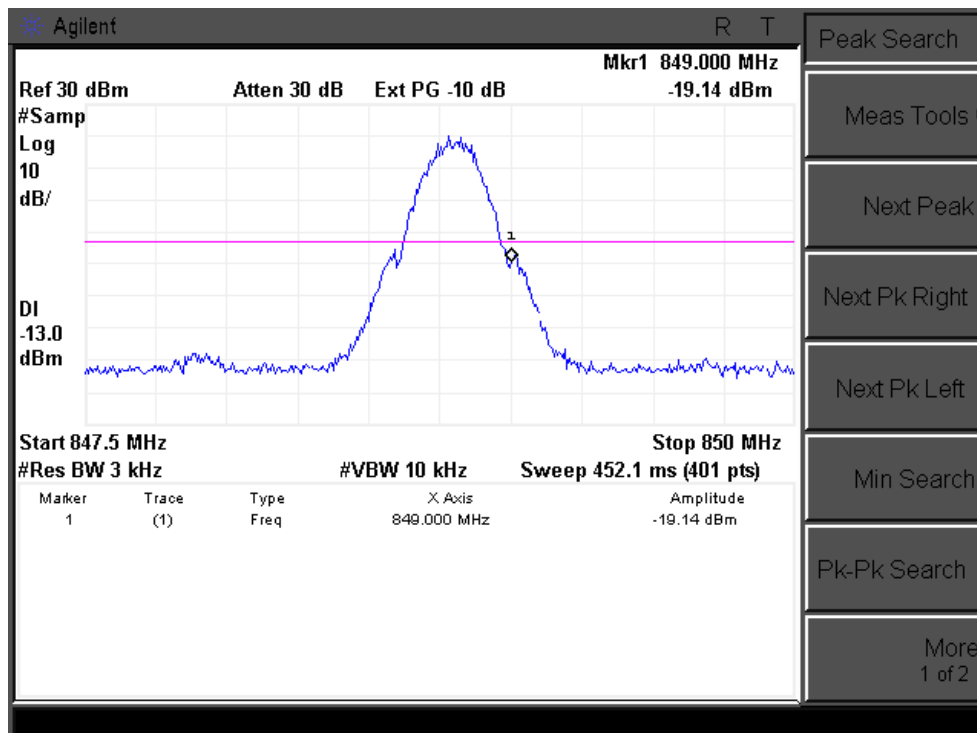 Agilent R T
Peak Search
Mkr1 849.000 MHz
Ref 30 dBm Atten 30 dB Ext PG -10 dB -19.14 dBm
#Samp
Log
10
dB/
1
DI
-13.0
dBm
Start 847.5 MHz Stop 850 MHz
#Res BW 3 kHz #VBW 10 kHz Sweep 452.1 ms (401 pts)
Marker Trace Type X Axis Amplitude
1 (1) Freq 849.000 MHz -19.14 dBm
Meas Tools
Next Peak
Next Pk Right
Next Pk Left
Min Search
Pk-Pk Search
More
1 of 2